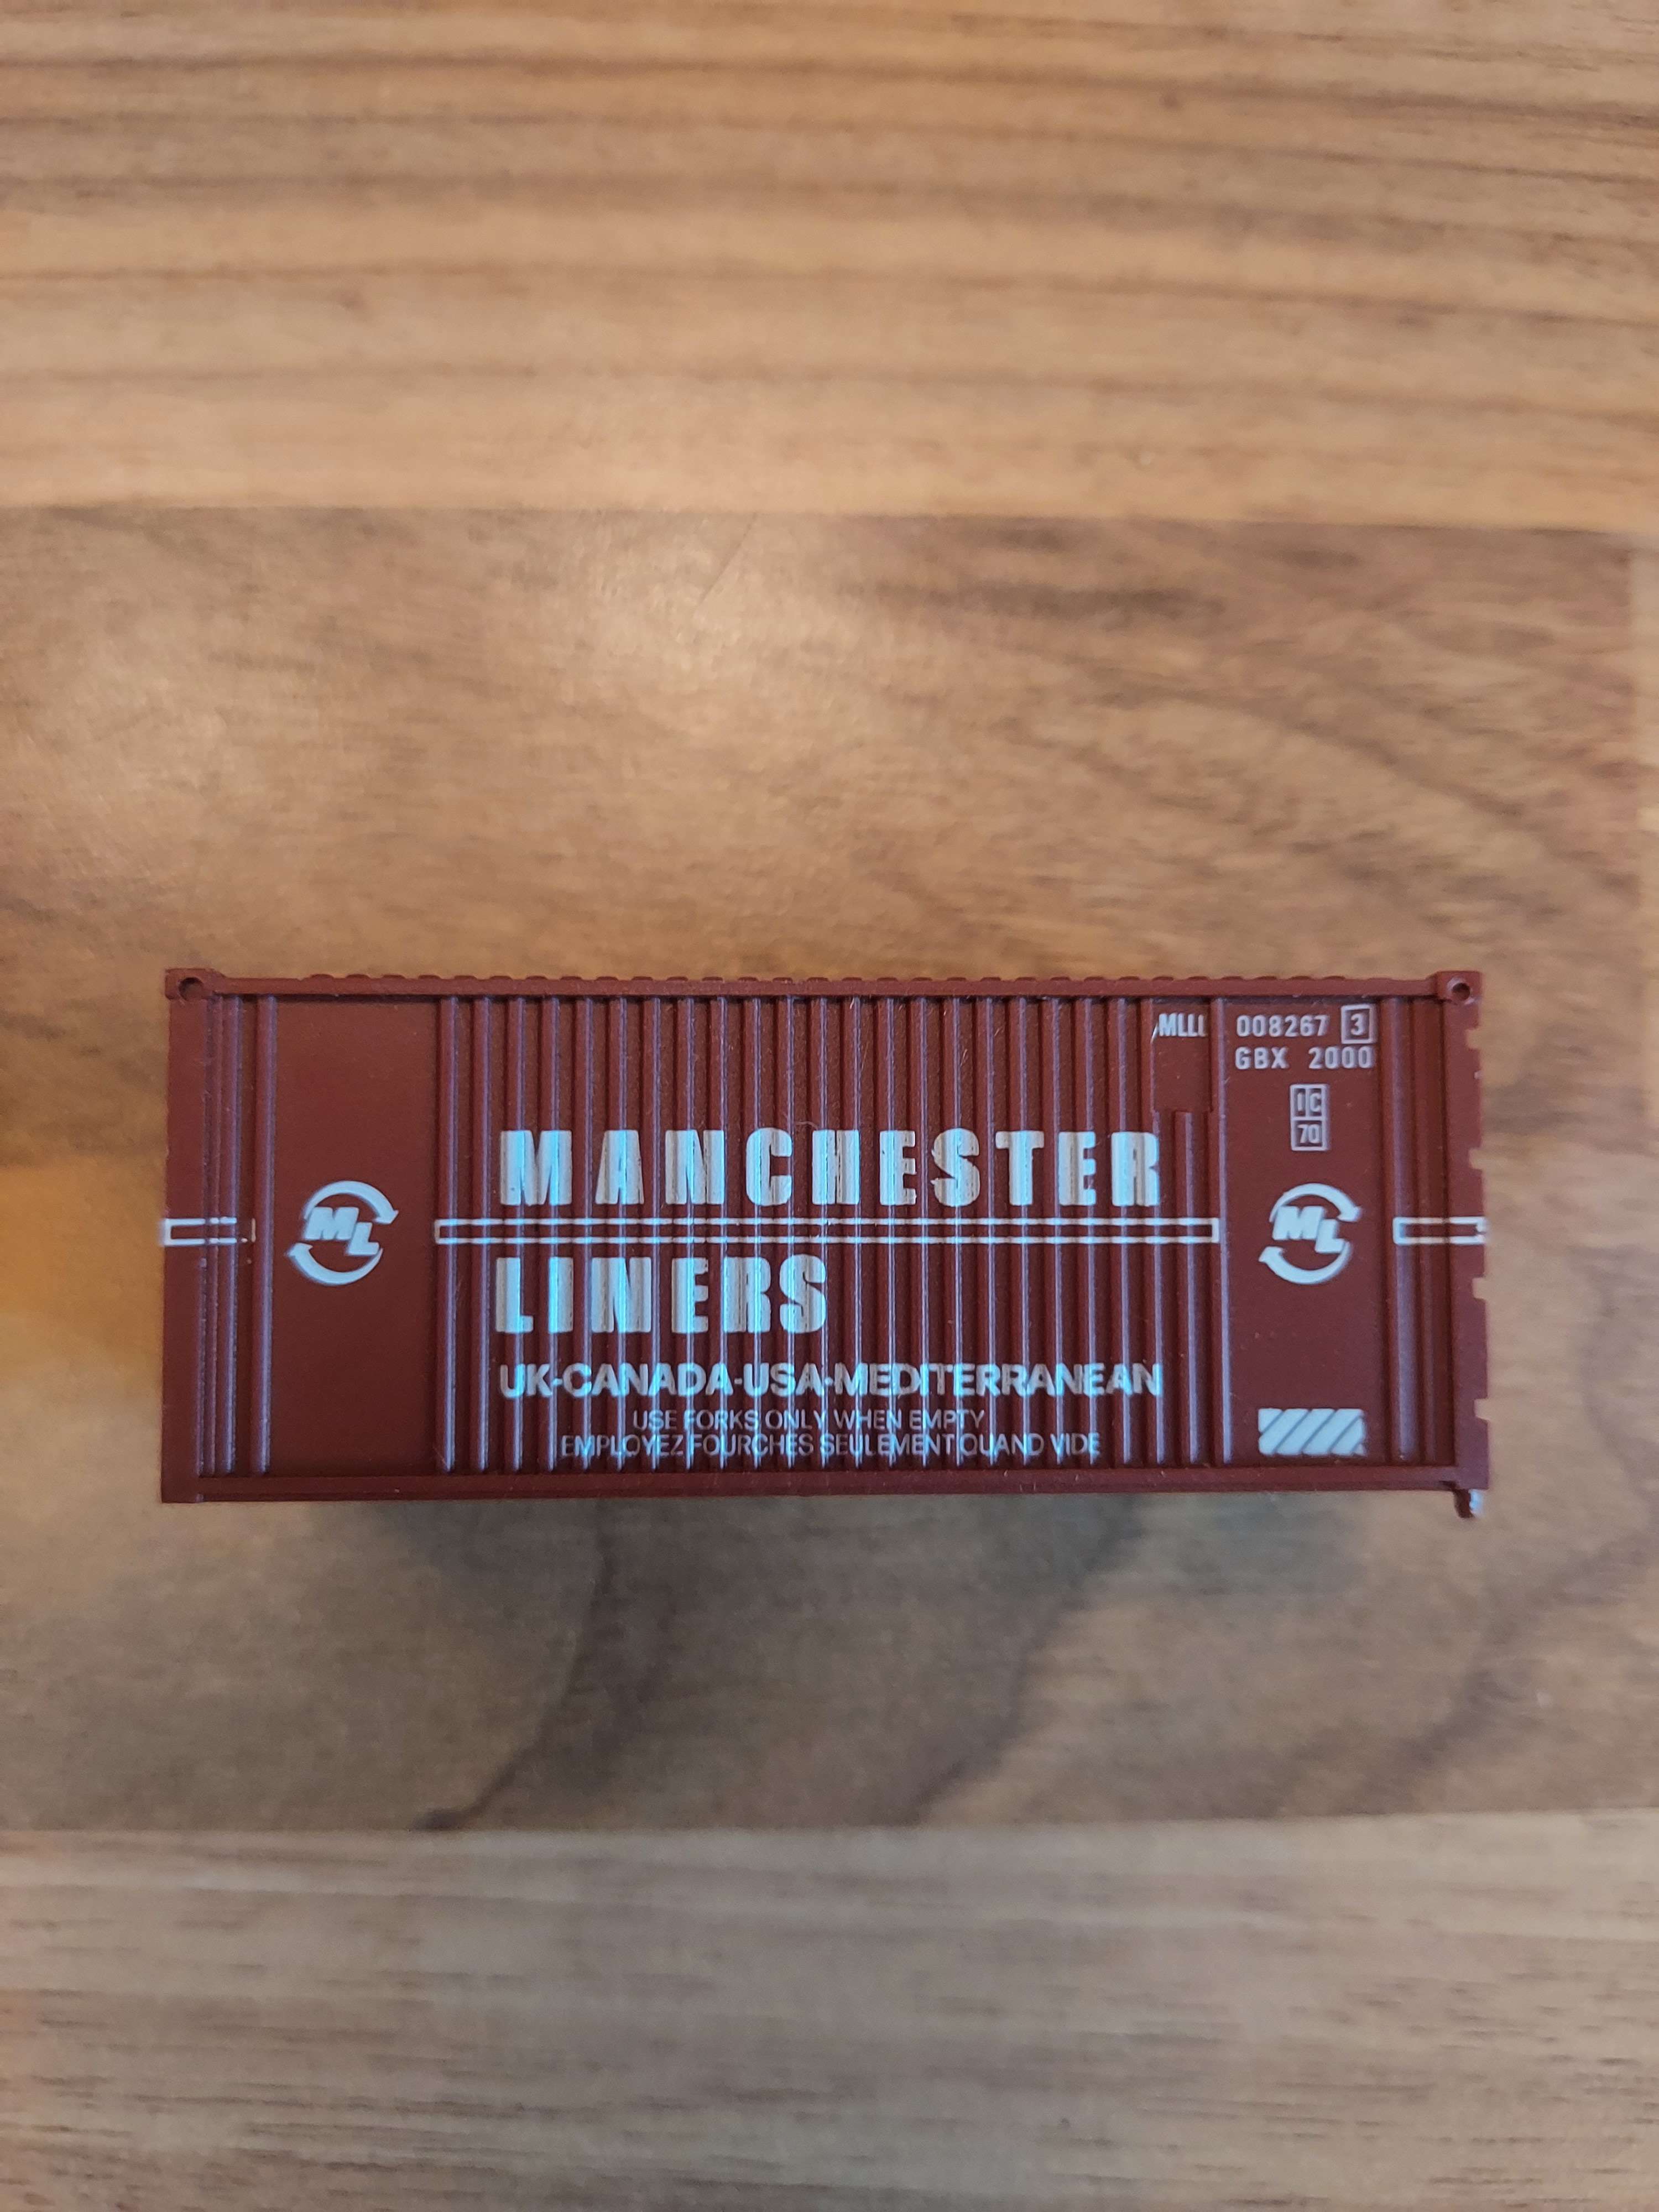 MLLL 008267 3
GBX 2000
IC
70
MANCHESTER
ML
ML
LINERS
UK-CANADA-USA-MEDITERRANEAN
USE FORKS ONLY WHEN EMPTY
EMPLOYEZ FOURCHES SEULEMENT QUAND VIDE